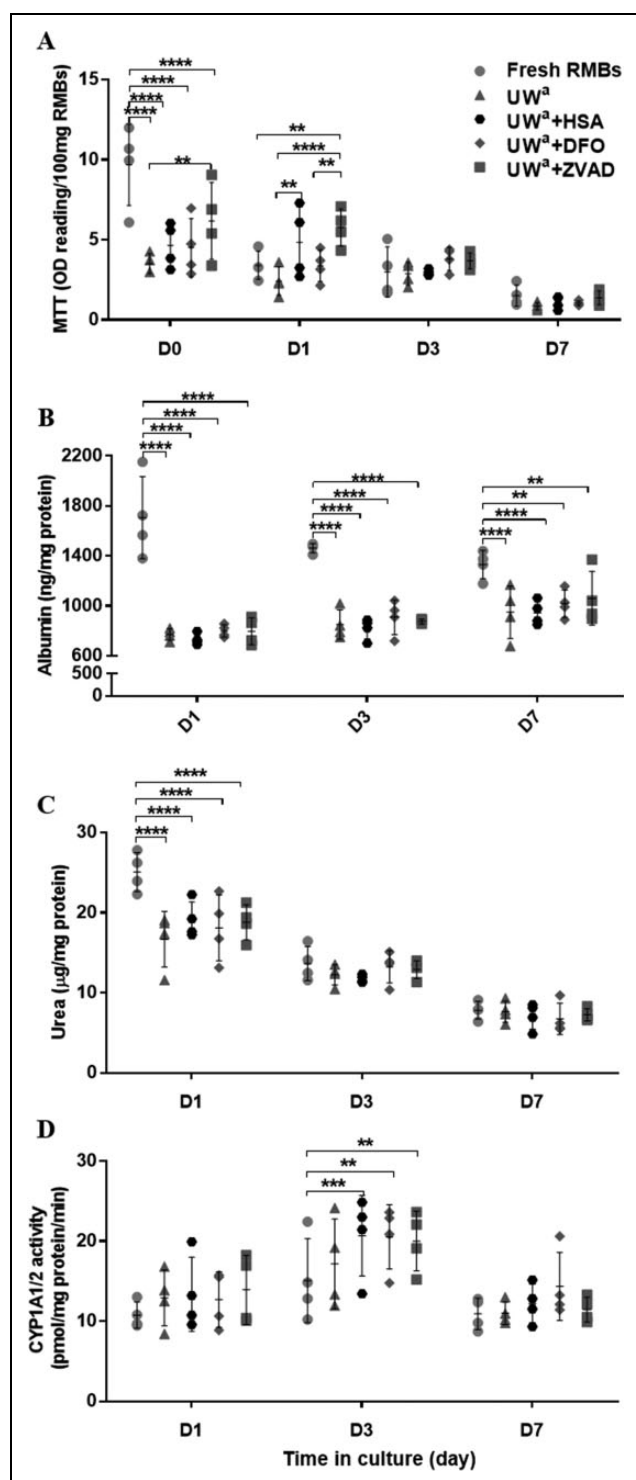 A
MTT (OD reading/100mg RMBs)
15
10
5
0
****
****
****
****
**
**
****
**
**
Fresh RMBs
UWᵃ
UWᵃ+HSA
UWᵃ+DFO
UWᵃ+ZVAD
D0 D1 D3 D7
B
Albumin (ng/mg protein)
2200
1800
1400
1000
600
500
0
****
****
****
****
****
****
****
****
**
**
****
****
D1 D3 D7
C
Urea (µg/mg protein)
30
20
10
0
****
****
****
****
D1 D3 D7
D
CYP1A1/2 activity
(pmol/mg protein/min)
30
20
10
0
**
**
***
D1 D3 D7
Time in culture (day)